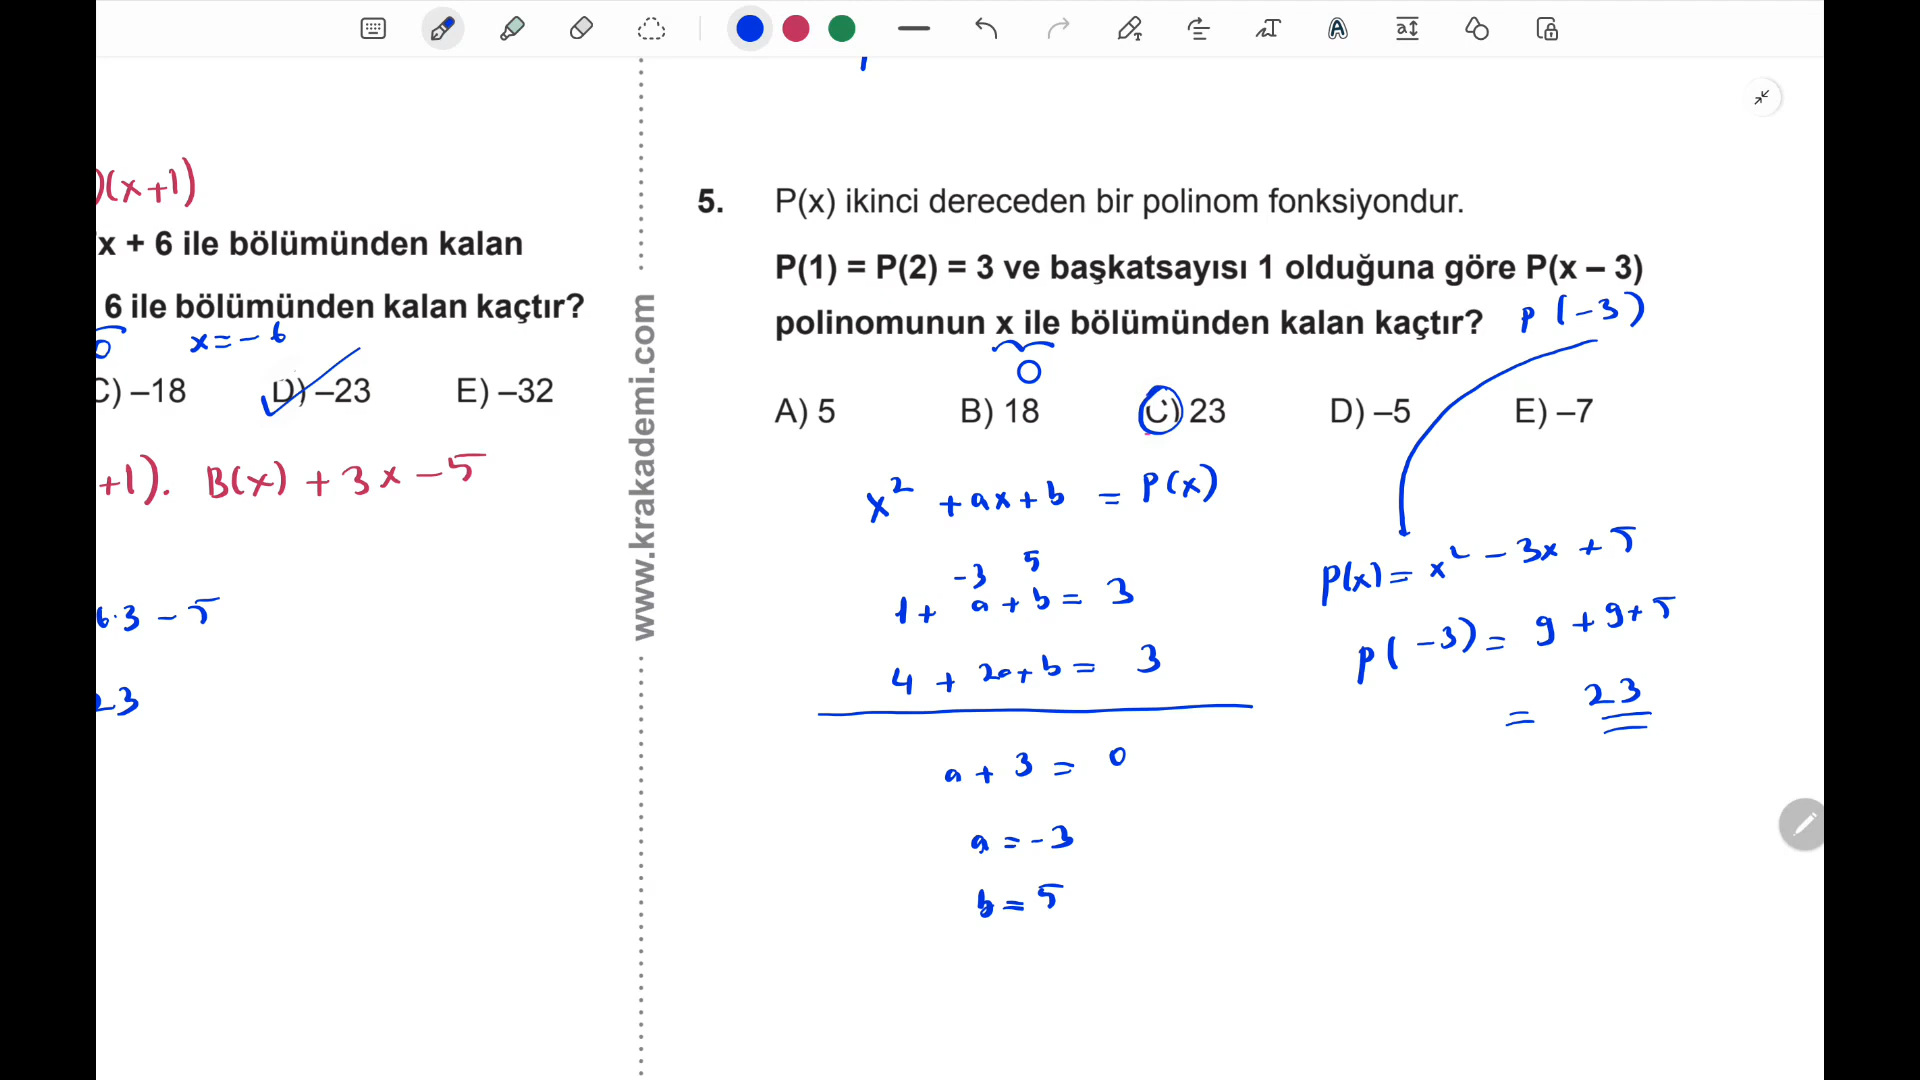 )(x+1)
x + 6 ile bölümünden kalan
6 ile bölümünden kalan kaçtır?
0 x = -6
C) –18 D) –23 E) –32
+1). B(x) + 3x - 5
6·3 - 5
23
www.krakademi.com
5. P(x) ikinci dereceden bir polinom fonksiyondur.
P(1) = P(2) = 3 ve başkatsayısı 1 olduğuna göre P(x – 3)
polinomunun x ile bölümünden kalan kaçtır? P(-3)
0
A) 5 B) 18 C) 23 D) –5 E) –7
x² + ax + b = P(x)
-3 5
1 + a + b = 3
4 + 2a + b = 3
a + 3 = 0
a = -3
b = 5
P(x) = x² - 3x + 5
P(-3) = 9 + 9 + 5
= 23